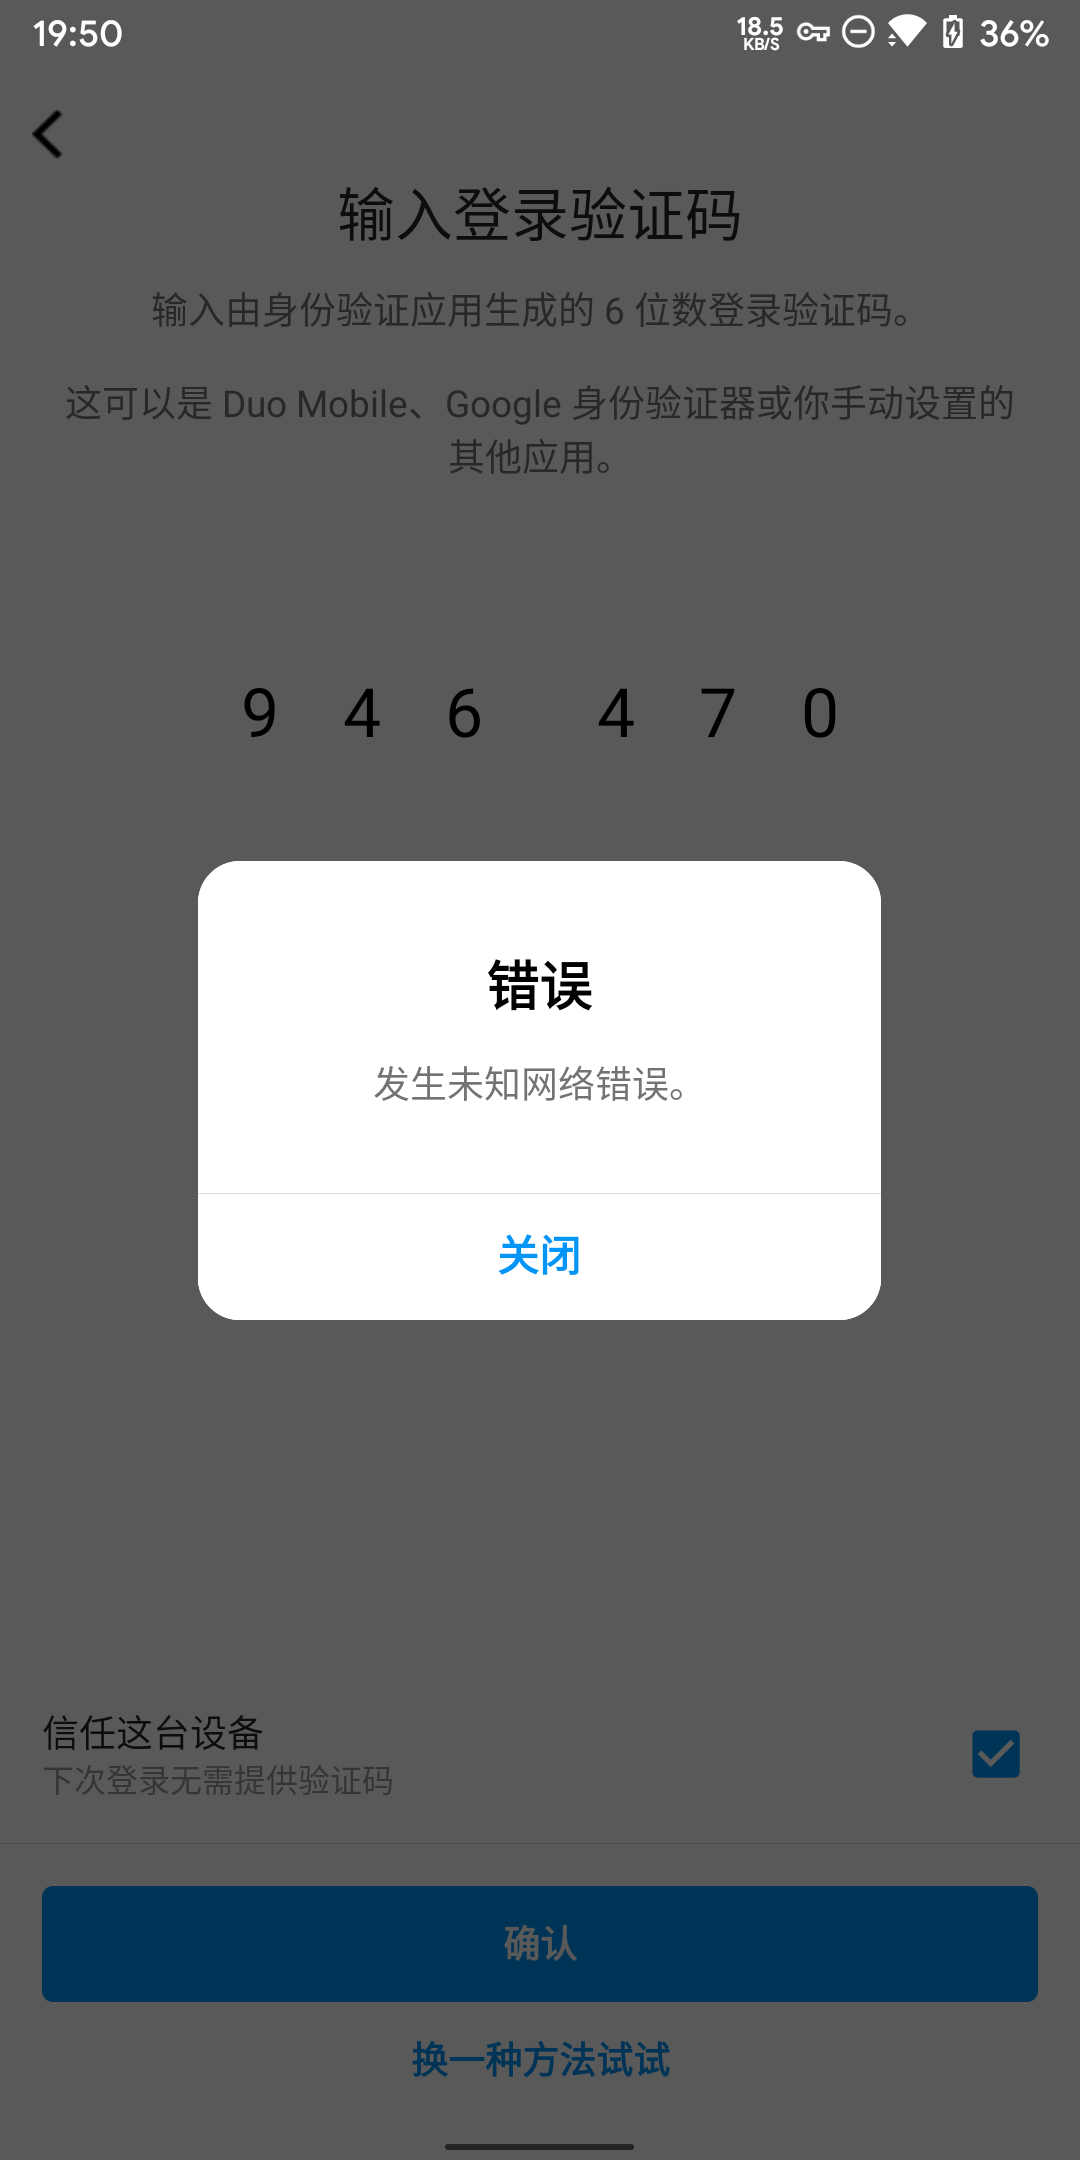 19:50
18.5
KB/S
36%
输入登录验证码
输入由身份验证应用生成的 6 位数登录验证码。
这可以是 Duo Mobile、Google 身份验证器或你手动设置的
其他应用。
9 4 6 4 7 0
错误
发生未知网络错误。
关闭
信任这台设备
下次登录无需提供验证码
确认
换一种方法试试